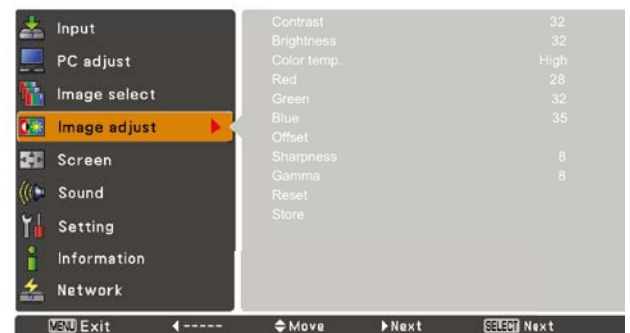 Input
PC adjust
Image select
Image adjust
Screen
Sound
Setting
Information
Network
Contrast 32
Brightness 32
Color temp. High
Red 28
Green 32
Blue 35
Offset
Sharpness 8
Gamma 8
Reset
Store
MENU Exit ◀----- Move ▶Next SELECT Next